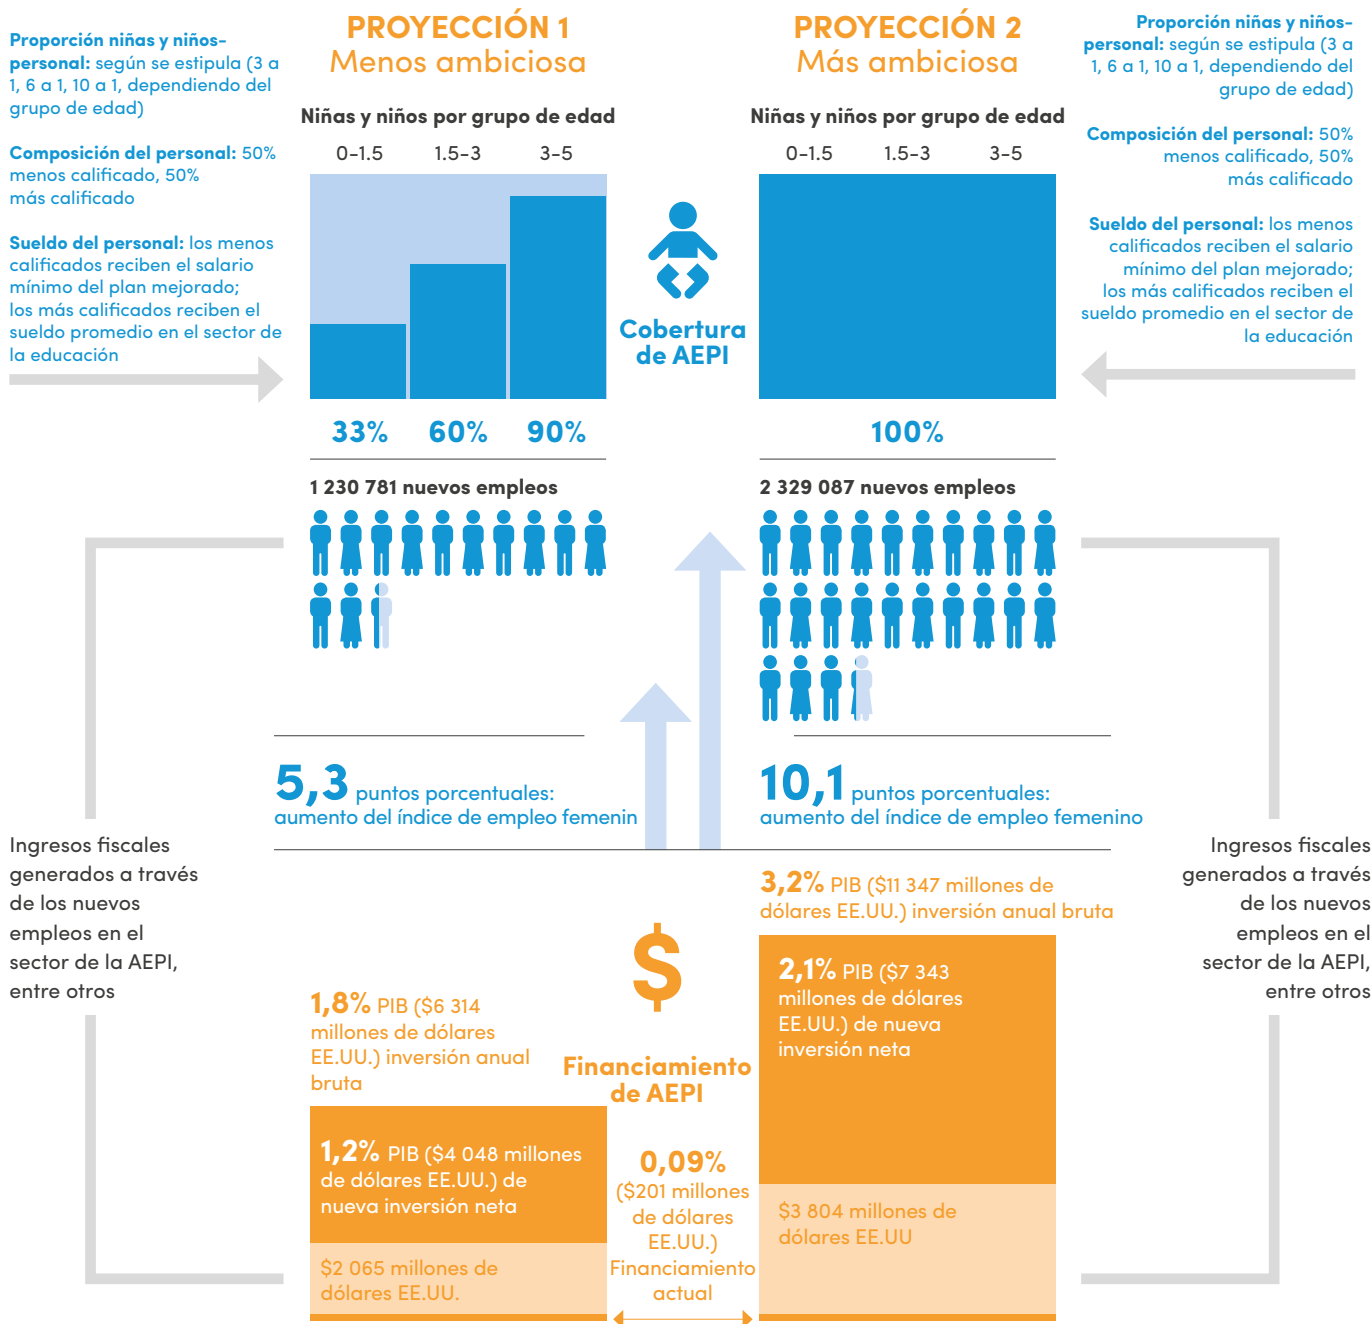 Proporción niñas y niños-
personal: según se estipula (3 a
1, 6 a 1, 10 a 1, dependiendo del
grupo de edad)
Composición del personal: 50%
menos calificado, 50%
más calificado
Sueldo del personal: los menos
calificados reciben el salario
mínimo del plan mejorado;
los más calificados reciben el
sueldo promedio en el sector de
la educación
PROYECCIÓN 1
Menos ambiciosa
Niñas y niños por grupo de edad
0-1.5 1.5-3 3-5
33% 60% 90%
1 230 781 nuevos empleos
5,3 puntos porcentuales:
aumento del índice de empleo femenin
Cobertura
de AEPI
PROYECCIÓN 2
Más ambiciosa
Niñas y niños por grupo de edad
0-1.5 1.5-3 3-5
100%
2 329 087 nuevos empleos
10,1 puntos porcentuales:
aumento del índice de empleo femenino
Proporción niñas y niños-
personal: según se estipula (3 a
1, 6 a 1, 10 a 1, dependiendo del
grupo de edad)
Composición del personal: 50%
menos calificado, 50%
más calificado
Sueldo del personal: los menos
calificados reciben el salario
mínimo del plan mejorado;
los más calificados reciben el
sueldo promedio en el sector de
la educación
Ingresos fiscales
generados a través
de los nuevos
empleos en el
sector de la AEPI,
entre otros
1,8% PIB ($6 314
millones de dólares
EE.UU.) inversión anual
bruta
1,2% PIB ($4 048 millones
de dólares EE.UU.) de
nueva inversión neta
$2 065 millones de
dólares EE.UU.
$
Financiamiento
de AEPI
0,09%
($201 millones
de dólares
EE.UU.)
Financiamiento
actual
3,2% PIB ($11 347 millones de
dólares EE.UU.) inversión anual bruta
2,1% PIB ($7 343
millones de dólares
EE.UU.) de nueva
inversión neta
$3 804 millones de
dólares EE.UU
Ingresos fiscales
generados a través
de los nuevos
empleos en el
sector de la AEPI,
entre otros